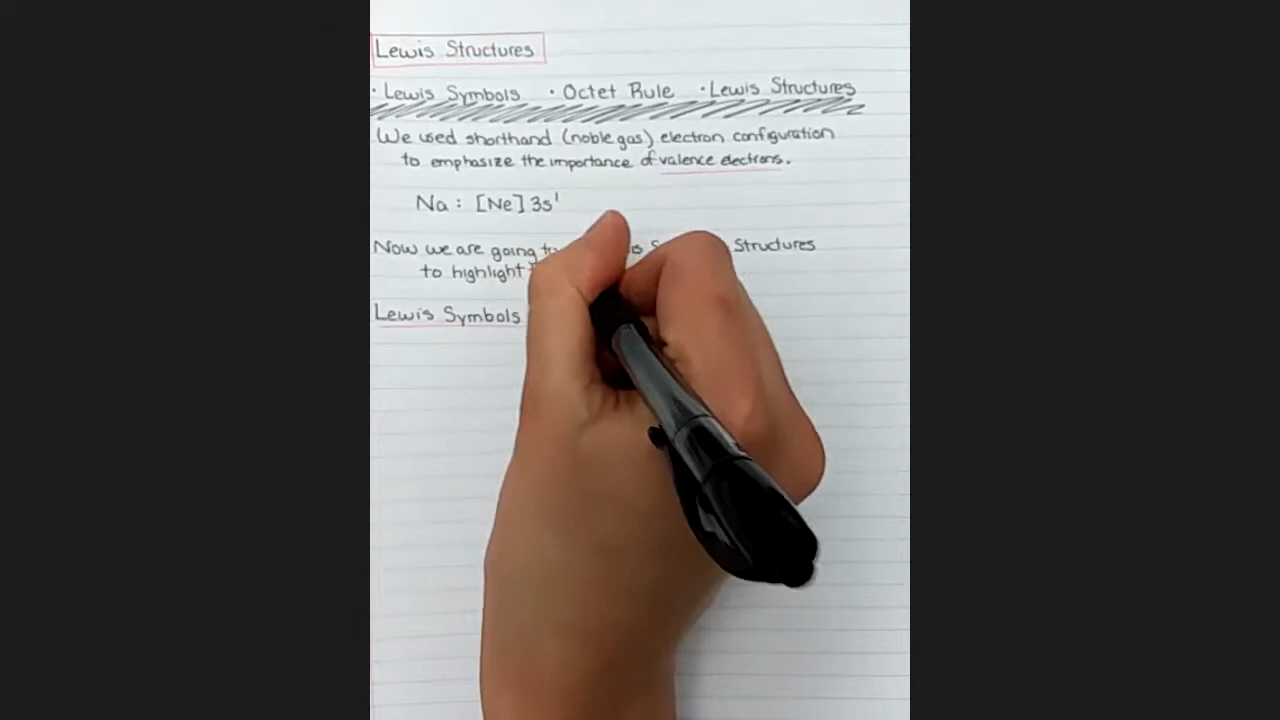 Lewis Structures
· Lewis Symbols · Octet Rule · Lewis Structures
We used shorthand (noble gas) electron configuration
to emphasize the importance of valence electrons.
Na : [Ne] 3s¹
Now we are going Structures
to highlight
Lewis Symbols